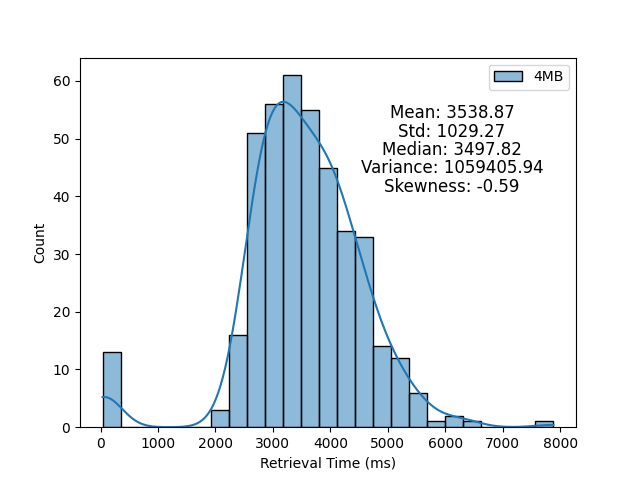 4MB
Mean: 3538.87
Std: 1029.27
Median: 3497.82
Variance: 1059405.94
Skewness: -0.59
Count
60
50
40
30
20
10
0
0 1000 2000 3000 4000 5000 6000 7000 8000
Retrieval Time (ms)